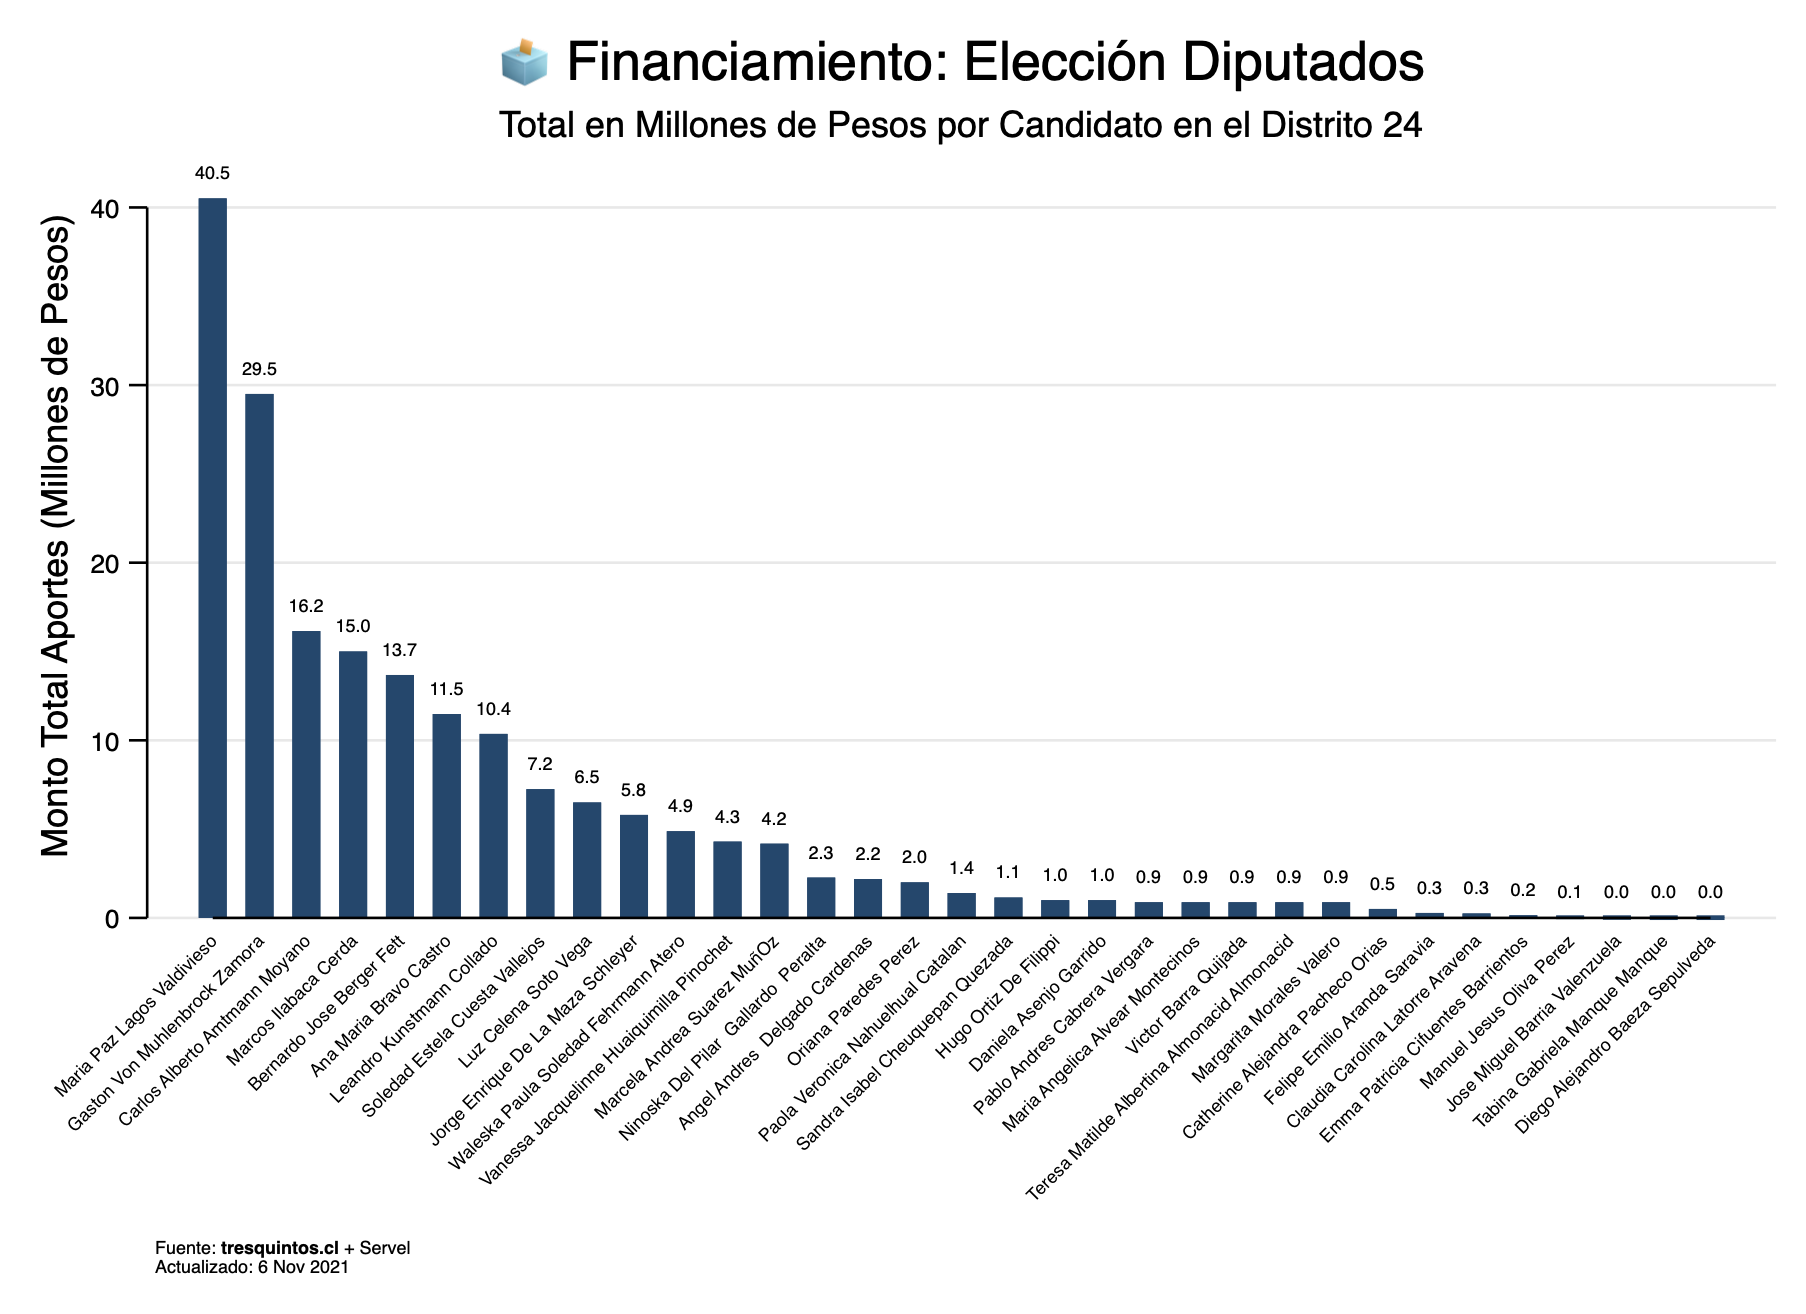 Financiamiento: Elección Diputados
Total en Millones de Pesos por Candidato en el Distrito 24
Monto Total Aportes (Millones de Pesos)
40
30
20
10
0
40.5
29.5
16.2
15.0
13.7
11.5
10.4
7.2
6.5
5.8
4.9
4.3
4.2
2.3
2.2
2.0
1.4
1.1
1.0
1.0
0.9
0.9
0.9
0.9
0.9
0.5
0.3
0.3
0.2
0.1
0.0
0.0
0.0
Maria Paz Lagos Valdivieso
Gaston Von Muhlenbrock Zamora
Carlos Alberto Amtmann Moyano
Marcos Ilabaca Cerda
Bernardo Jose Berger Fett
Ana Maria Bravo Castro
Leandro Kunstmann Collado
Soledad Estela Cuesta Vallejos
Luz Celena Soto Vega
Jorge Enrique De La Maza Schleyer
Waleska Paula Soledad Fehrmann Atero
Vanessa Jacquelinne Huaiquimilla Pinochet
Marcela Andrea Suarez MuñOz
Ninoska Del Pilar  Gallardo  Peralta
Angel Andres  Delgado Cardenas
Oriana Paredes Perez
Paola Veronica Nahuelhual Catalan
Sandra Isabel Cheuquepan Quezada
Hugo Ortiz De Filippi
Daniela Asenjo Garrido
Pablo Andres Cabrera Vergara
Maria Angelica Alvear Montecinos
Victor Barra Quijada
Teresa Matilde Albertina Almonacid Almonacid
Margarita Morales Valero
Catherine Alejandra Pacheco Orias
Felipe Emilio Aranda Saravia
Claudia Carolina Latorre Aravena
Emma Patricia Cifuentes Barrientos
Manuel Jesus Oliva Perez
Jose Miguel Barria Valenzuela
Tabina Gabriela Manque Manque
Diego Alejandro Baeza Sepulveda
Fuente: tresquintos.cl + Servel
Actualizado: 6 Nov 2021